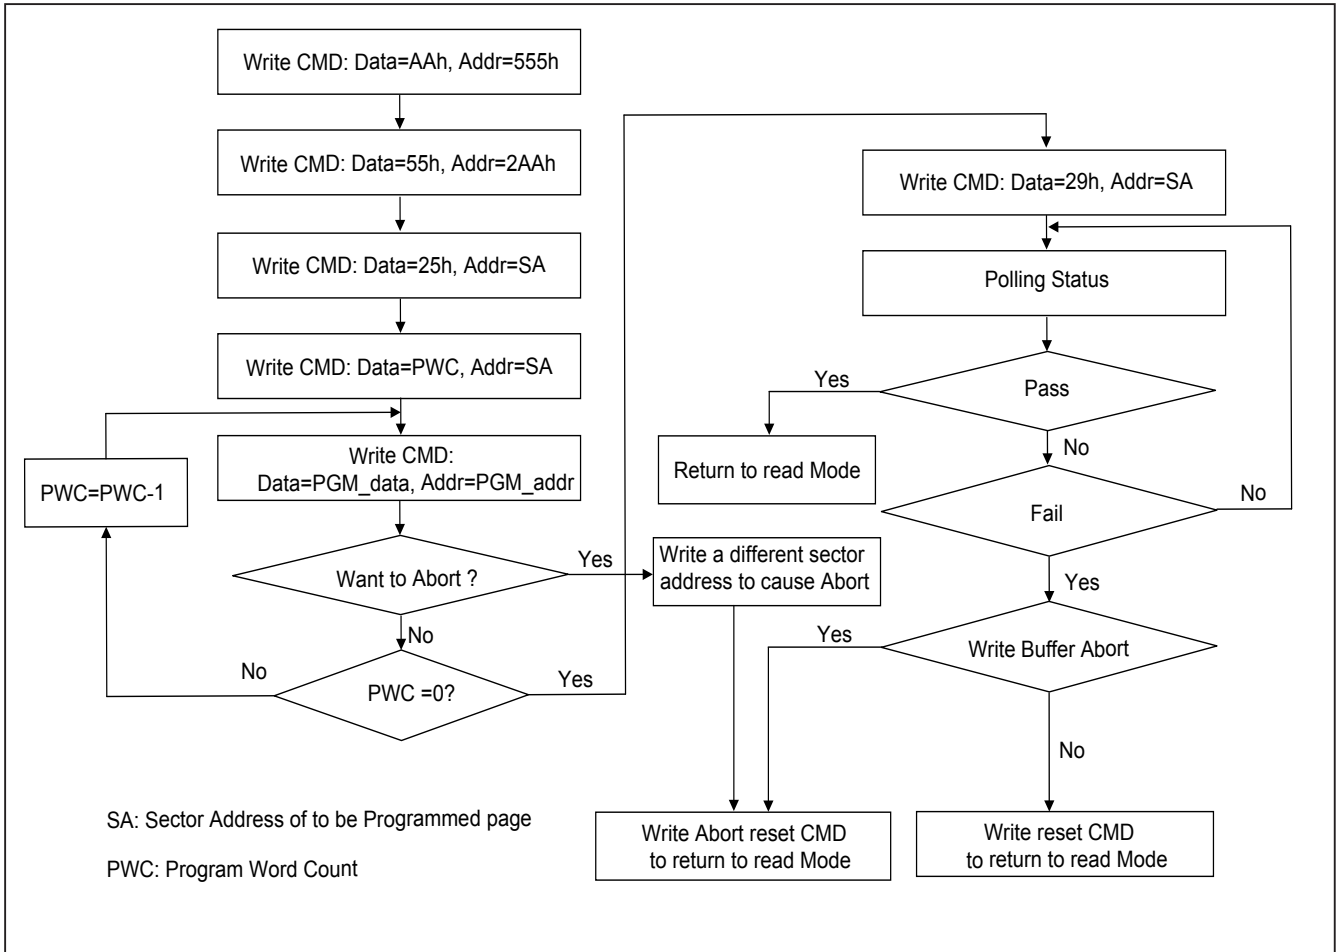 Write CMD: Data=AAh, Addr=555h
Write CMD: Data=55h, Addr=2AAh
Write CMD: Data=25h, Addr=SA
Write CMD: Data=PWC, Addr=SA
Write CMD:
Data=PGM_data, Addr=PGM_addr
PWC=PWC-1
Want to Abort ?
Yes
No
PWC =0?
No
Yes
Write a different sector
address to cause Abort
Write CMD: Data=29h, Addr=SA
Polling Status
Pass
Yes
No
Return to read Mode
Fail
No
Yes
Write Buffer Abort
Yes
No
Write Abort reset CMD
to return to read Mode
Write reset CMD
to return to read Mode
SA: Sector Address of to be Programmed page
PWC: Program Word Count